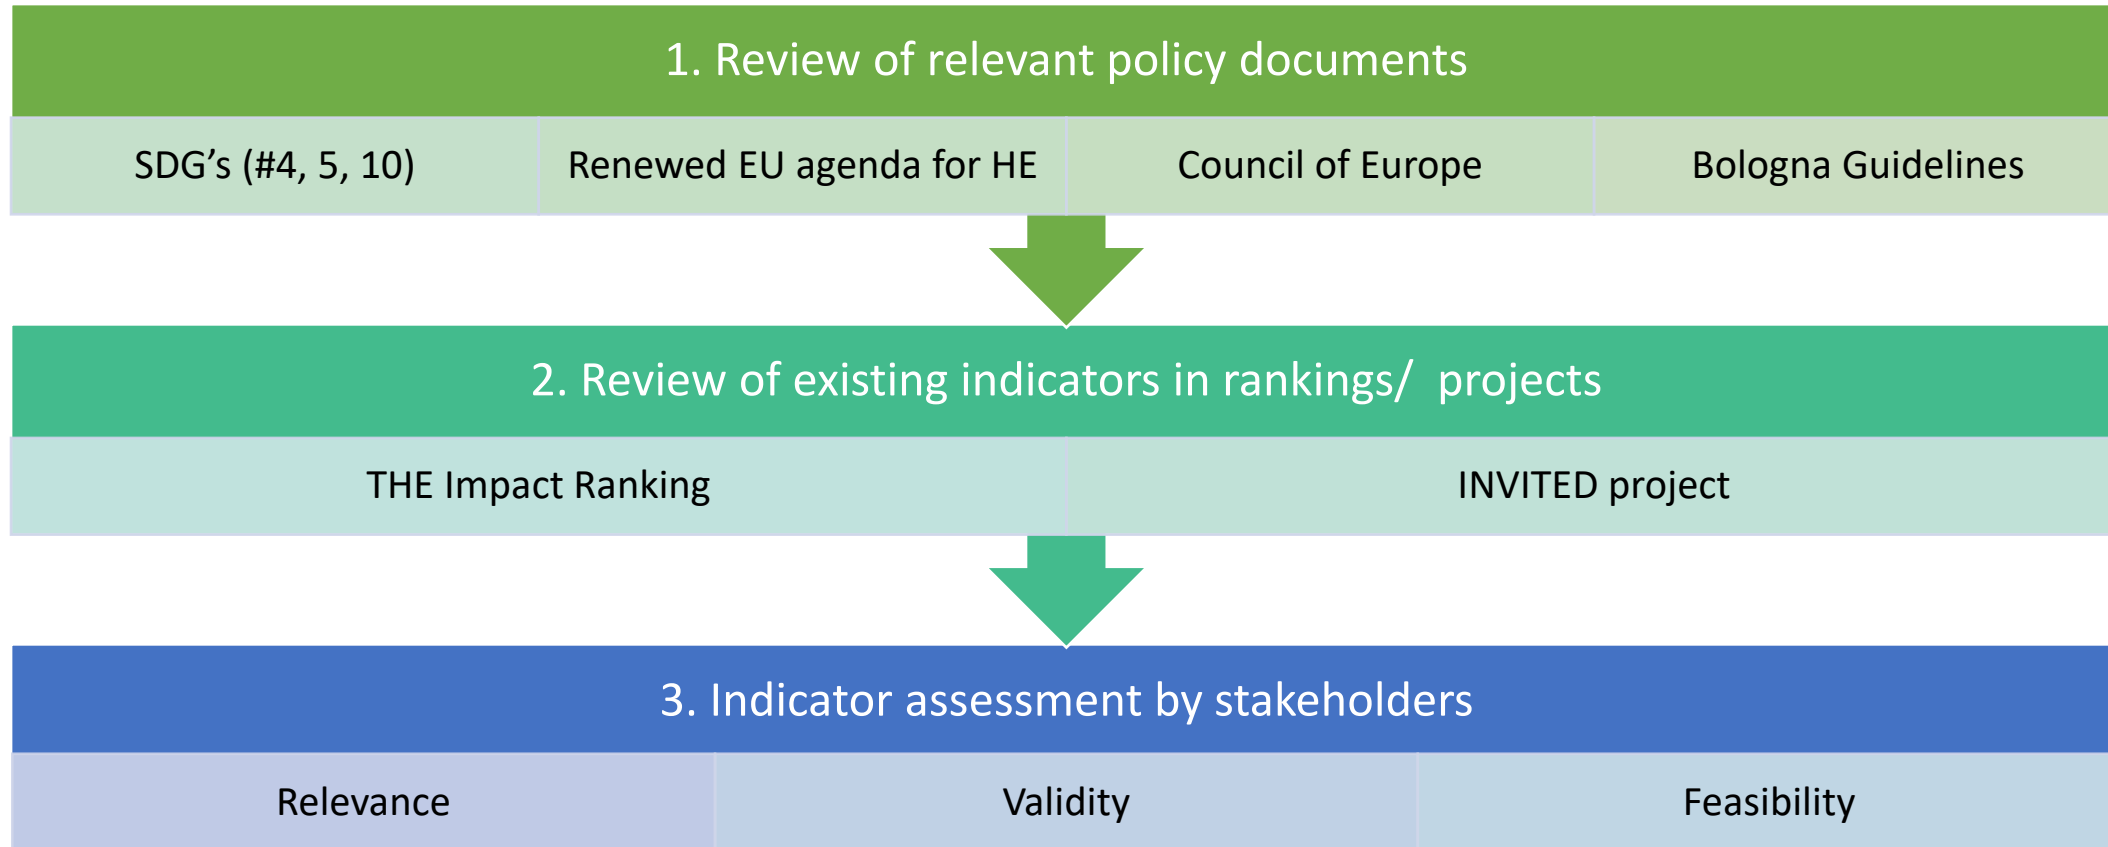 1. Review of relevant policy documents
SDG’s (#4, 5, 10)
Renewed EU agenda for HE
Council of Europe
Bologna Guidelines
2. Review of existing indicators in rankings/  projects
THE Impact Ranking
INVITED project
3. Indicator assessment by stakeholders
Relevance
Validity
Feasibility